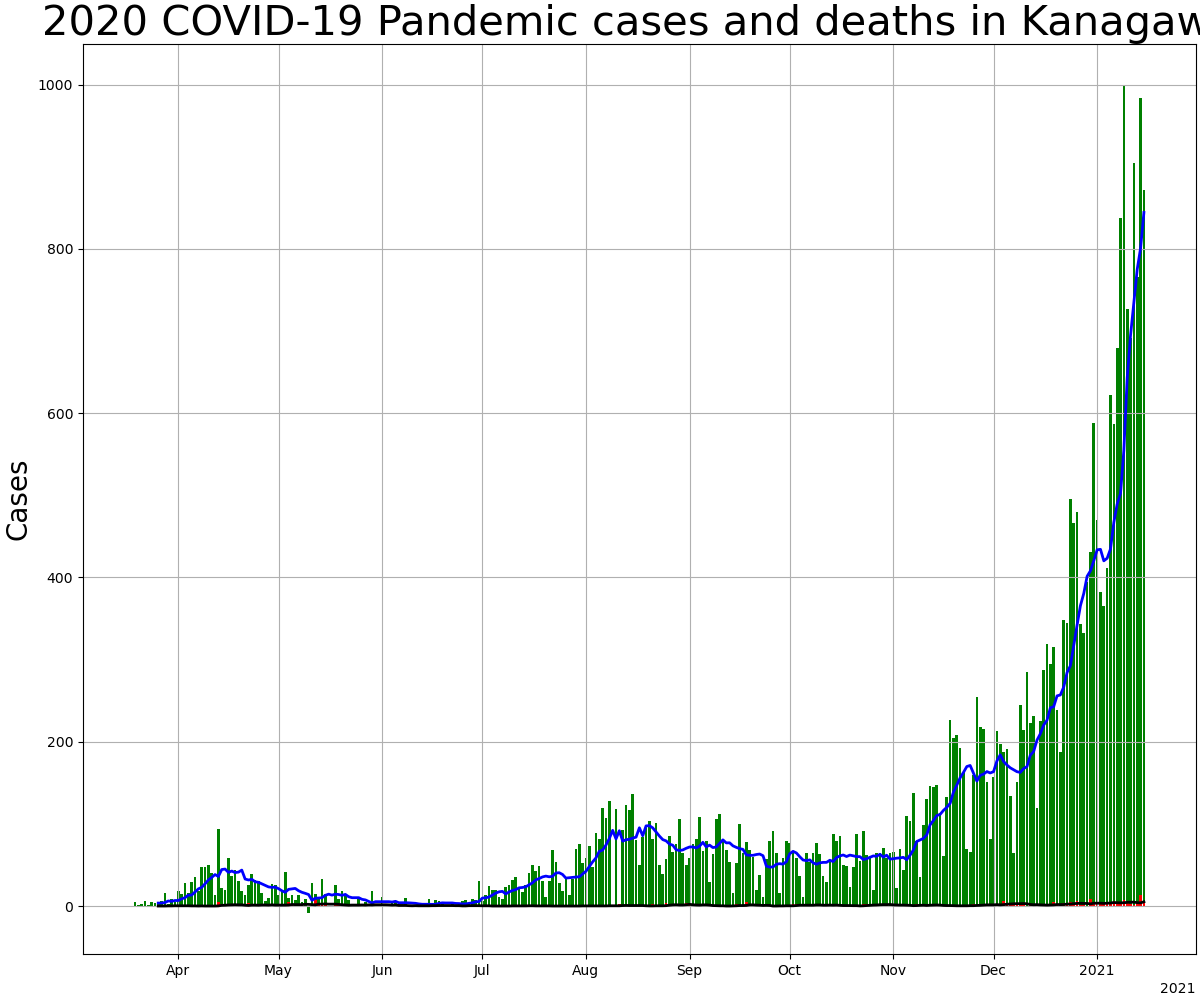 2020 COVID-19 Pandemic cases and deaths in Kanagaw
1000
800
600
400
200
0
Cases
Apr May Jun Jul Aug Sep Oct Nov Dec 2021
2021